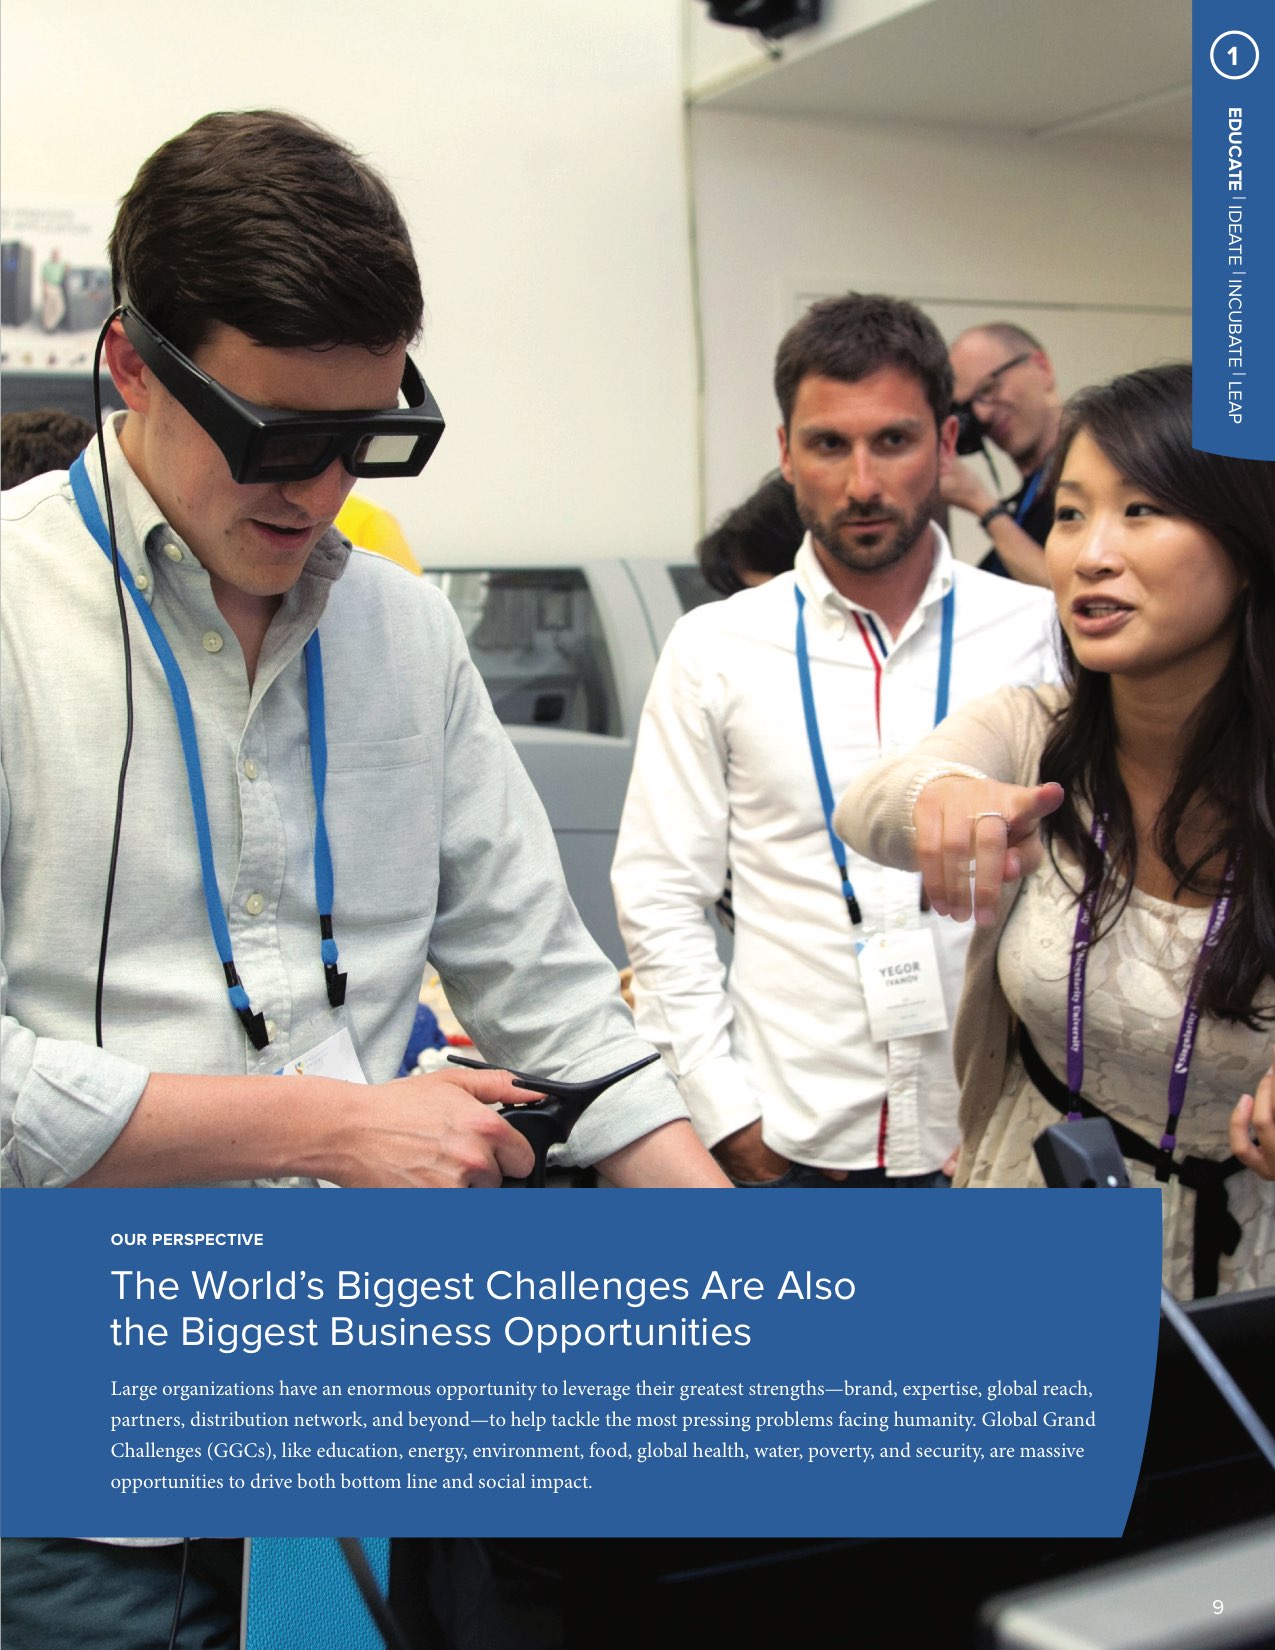 1
EDUCATE | IDEATE | INCUBATE | LEAP
YEGOR
IVANOV
Singularity University
OUR PERSPECTIVE
The World’s Biggest Challenges Are Also
the Biggest Business Opportunities
Large organizations have an enormous opportunity to leverage their greatest strengths—brand, expertise, global reach,
partners, distribution network, and beyond—to help tackle the most pressing problems facing humanity. Global Grand
Challenges (GGCs), like education, energy, environment, food, global health, water, poverty, and security, are massive
opportunities to drive both bottom line and social impact.
9